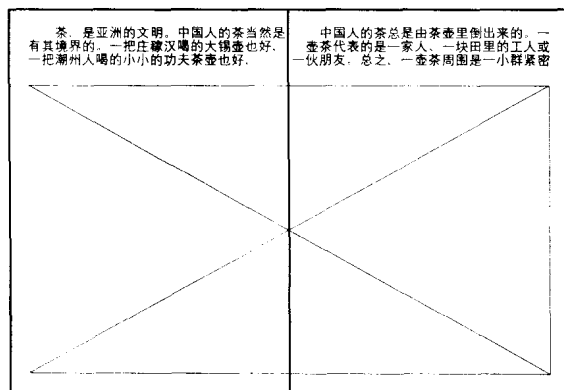 茶，是亚洲的文明。中国人的茶当然是
有其境界的。一把庄稼汉喝的大锡壶也好，
一把潮州人喝的小小的功夫茶壶也好，
中国人的茶总是由茶壶里倒出来的。一
壶茶代表的是一家人、一块田里的工人或
一伙朋友，总之，一壶茶周围是一小群紧密